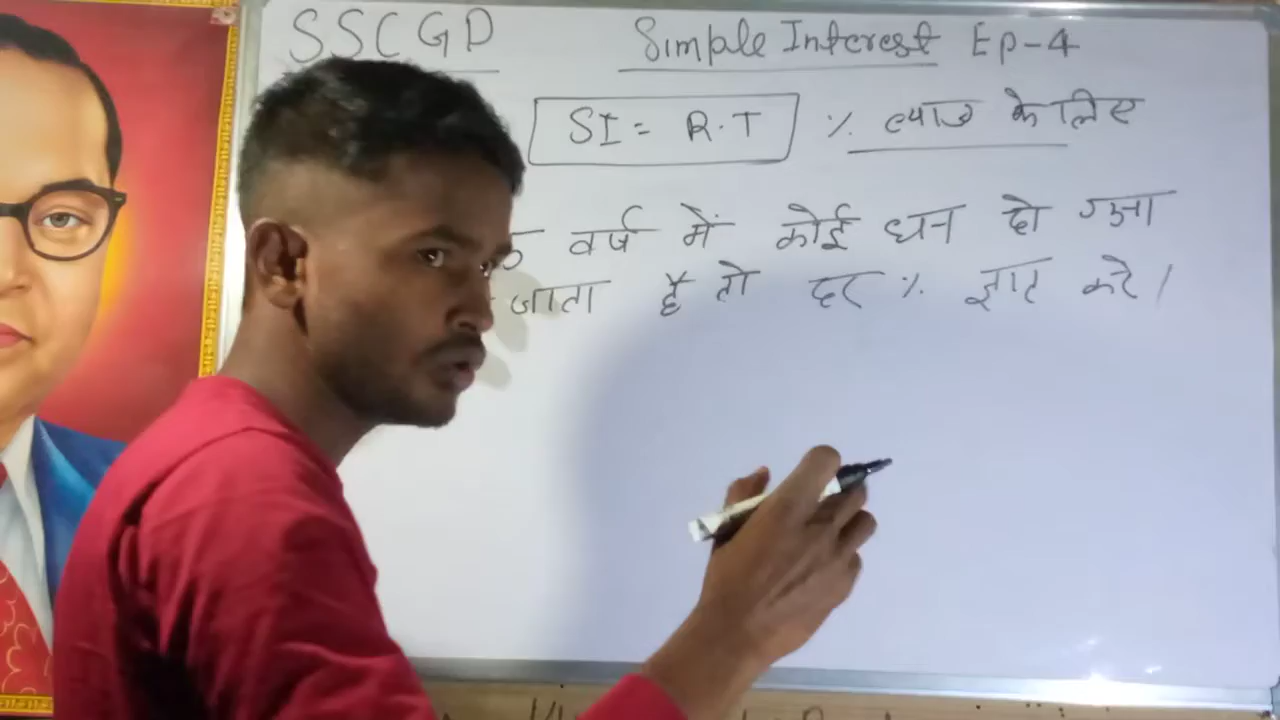 SSCGD Simple Interest Ep-4
SI = R.T % ब्याज के लिए
वर्ष में कोई धन दो गुना
जाता है तो दर % ज्ञात करे।